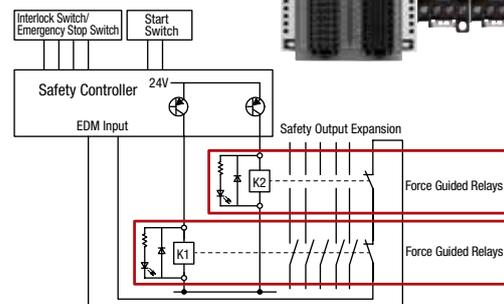 Interlock Switch/
Emergency Stop Switch
Start
Switch
Safety Controller
24V
EDM Input
Safety Output Expansion
K2
Force Guided Relays
K1
Force Guided Relays